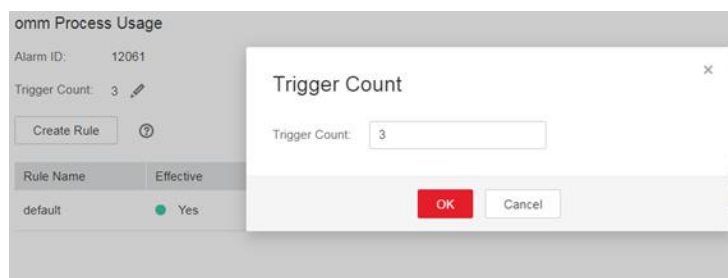 omm Process Usage
Alarm ID: 12061
Trigger Count: 3
Create Rule
Rule Name Effective
default Yes
Trigger Count
Trigger Count: 3
OK Cancel